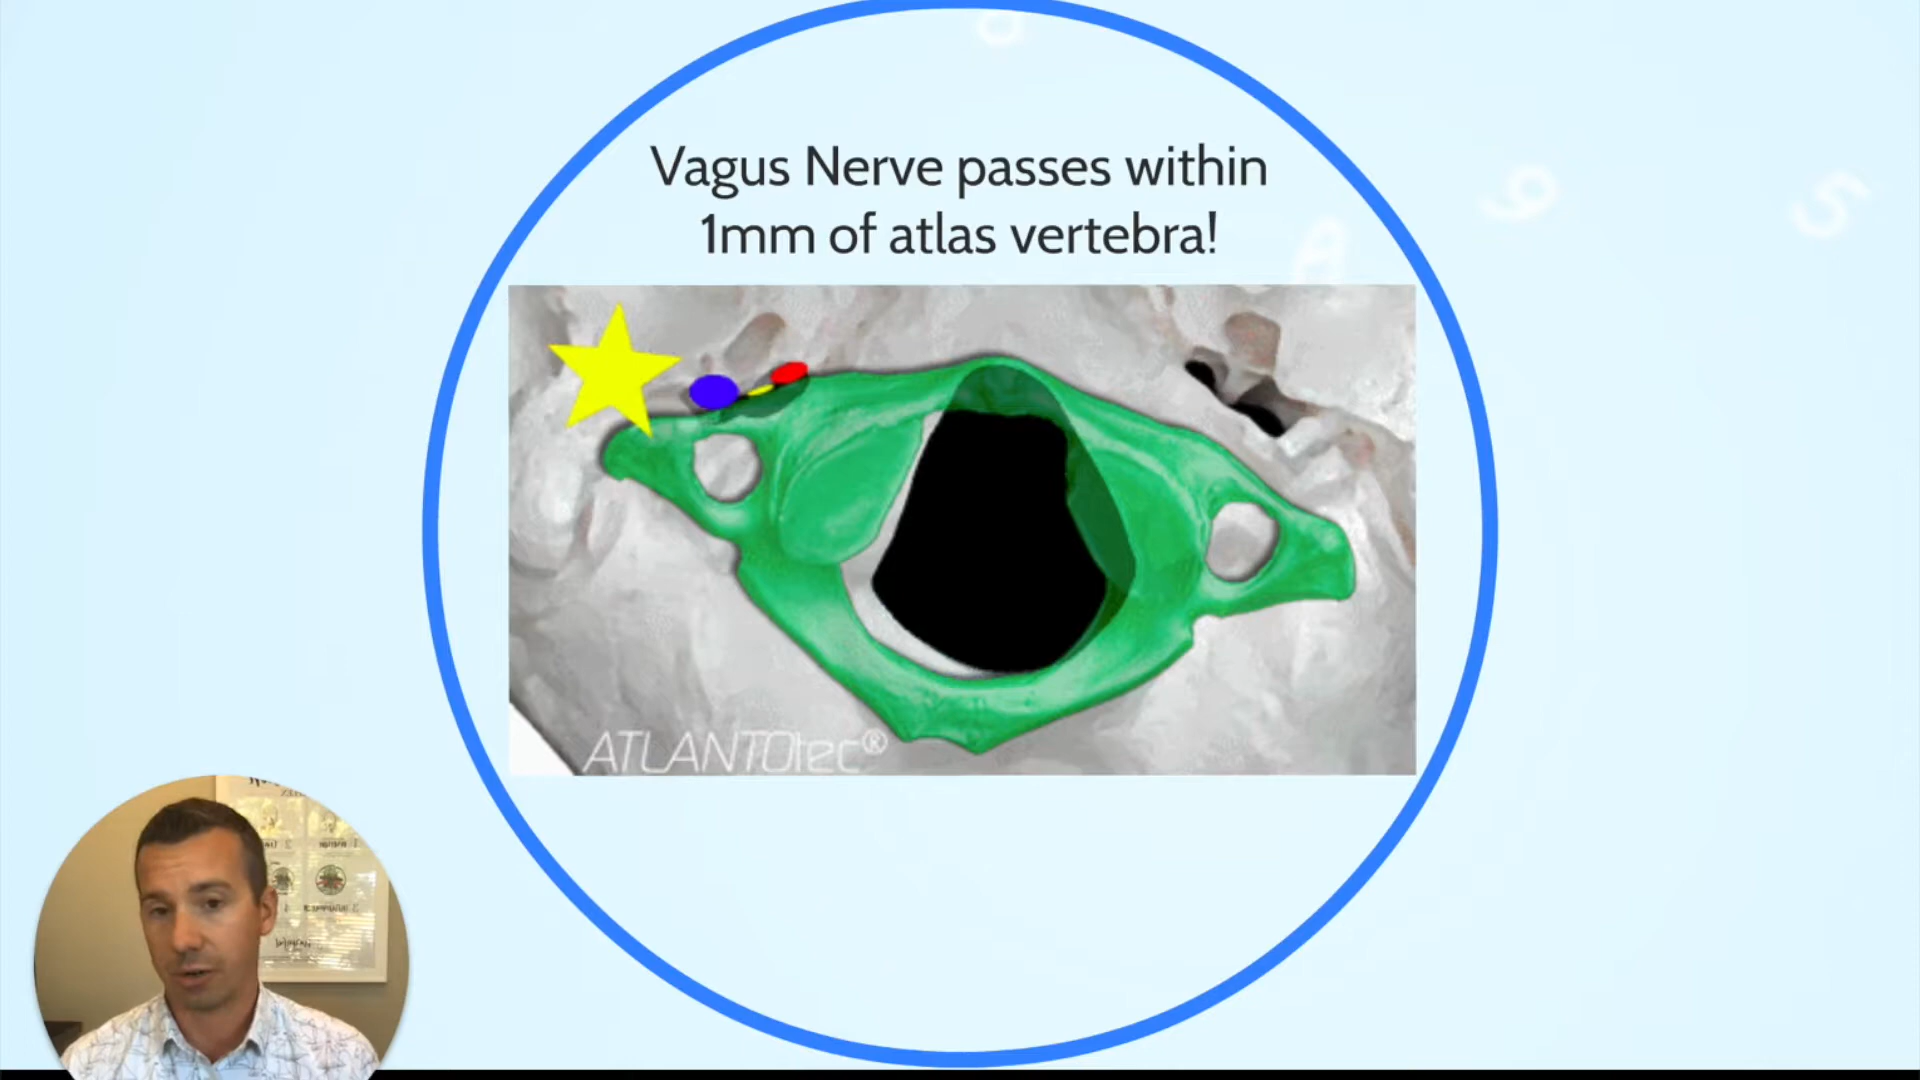 Vagus Nerve passes within
1mm of atlas vertebra!
ATLANTOtec®